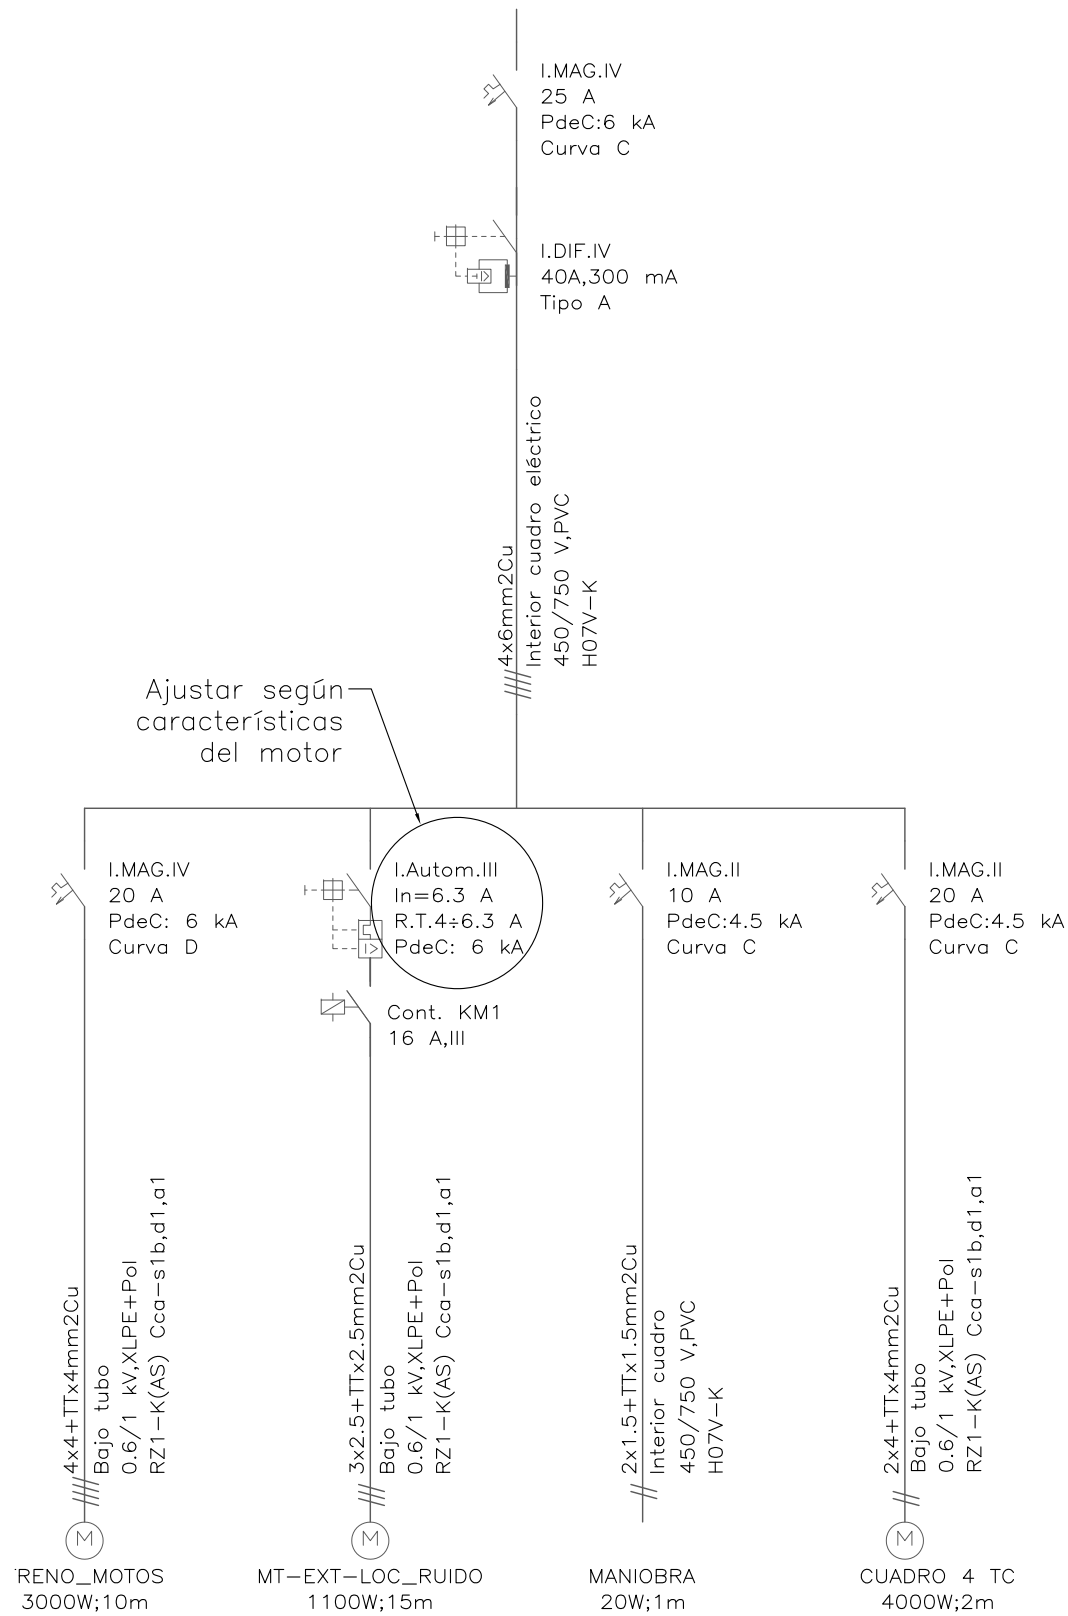 I.MAG.IV
25 A
PdeC:6 kA
Curva C
I.DIF.IV
40A,300 mA
Tipo A
4x6mm2Cu
Interior cuadro eléctrico
450/750 V,PVC
H07V-K
Ajustar según
características
del motor
I.MAG.IV
20 A
PdeC: 6 kA
Curva D
I.Autom.III
In=6.3 A
R.T.4÷6.3 A
PdeC: 6 kA
Cont. KM1
16 A,III
I.MAG.II
10 A
PdeC:4.5 kA
Curva C
I.MAG.II
20 A
PdeC:4.5 kA
Curva C
4x4+TTx4mm2Cu
Bajo tubo
0.6/1 kV,XLPE+Pol
RZ1-K(AS) Cca-s1b,d1,a1
3x2.5+TTx2.5mm2Cu
Bajo tubo
0.6/1 kV,XLPE+Pol
RZ1-K(AS) Cca-s1b,d1,a1
2x1.5+TTx1.5mm2Cu
Interior cuadro
450/750 V,PVC
H07V-K
2x4+TTx4mm2Cu
Bajo tubo
0.6/1 kV,XLPE+Pol
RZ1-K(AS) Cca-s1b,d1,a1
M
RENO_MOTOS
3000W;10m
M
MT-EXT-LOC_RUIDO
1100W;15m
MANIOBRA
20W;1m
M
CUADRO 4 TC
4000W;2m